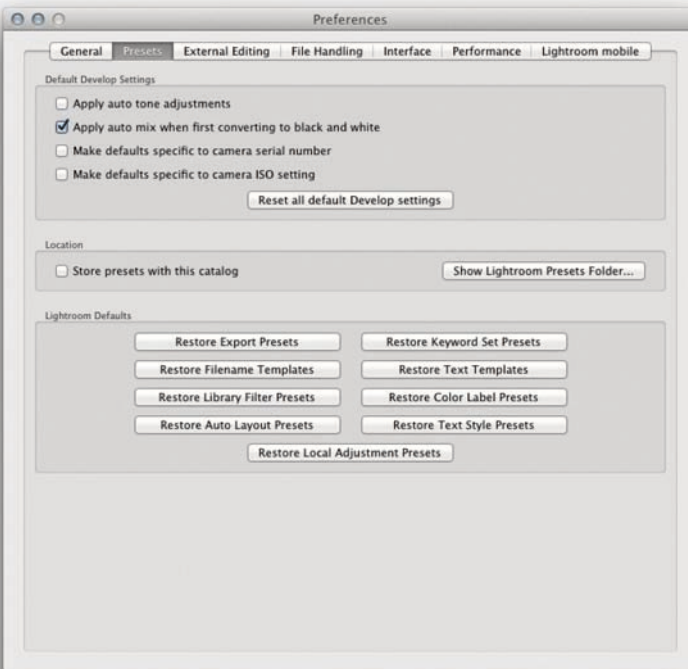 Preferences
General Presets External Editing File Handling Interface Performance Lightroom mobile
Default Develop Settings
Apply auto tone adjustments
Apply auto mix when first converting to black and white
Make defaults specific to camera serial number
Make defaults specific to camera ISO setting
Reset all default Develop settings
Location
Store presets with this catalog Show Lightroom Presets Folder...
Lightroom Defaults
Restore Export Presets Restore Keyword Set Presets
Restore Filename Templates Restore Text Templates
Restore Library Filter Presets Restore Color Label Presets
Restore Auto Layout Presets Restore Text Style Presets
Restore Local Adjustment Presets